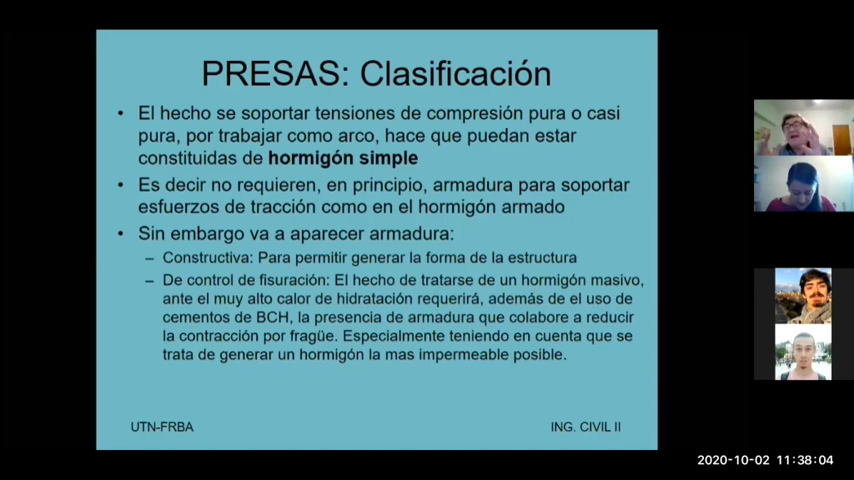 PRESAS: Clasificación
• El hecho se soportar tensiones de compresión pura o casi
pura, por trabajar como arco, hace que puedan estar
constituidas de hormigón simple
• Es decir no requieren, en principio, armadura para soportar
esfuerzos de tracción como en el hormigón armado
• Sin embargo va a aparecer armadura:
– Constructiva: Para permitir generar la forma de la estructura
– De control de fisuración: El hecho de tratarse de un hormigón masivo,
ante el muy alto calor de hidratación requerirá, además de el uso de
cementos de BCH, la presencia de armadura que colabore a reducir
la contracción por fragüe. Especialmente teniendo en cuenta que se
trata de generar un hormigón la mas impermeable posible.
UTN-FRBA
ING. CIVIL II
2020-10-02 11:38:04